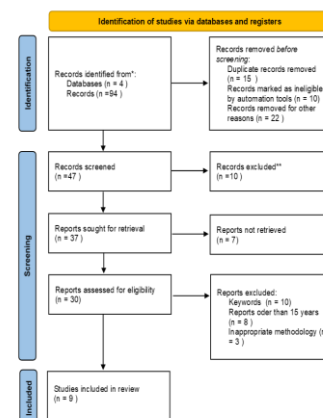 Identification of studies via databases and registers
Identification
Records identified from*:
Databases (n = 4 )
Records (n =94 )
Records removed before
screening:
Duplicate records removed
(n = 15 )
Records marked as ineligible
by automation tools (n = 10)
Records removed for other
reasons (n = 22 )
Screening
Records screened
(n =47 )
Records excluded**
(n =10 )
Reports sought for retrieval
(n = 37 )
Reports not retrieved
(n = 7 )
Reports assessed for eligibility
(n = 30)
Reports excluded:
Keywords (n = 10)
Reports oder than 15 years
(n = 8 )
Inappropriate methodology (n
= 3 )
Included
Studies included in review
(n = 9 )